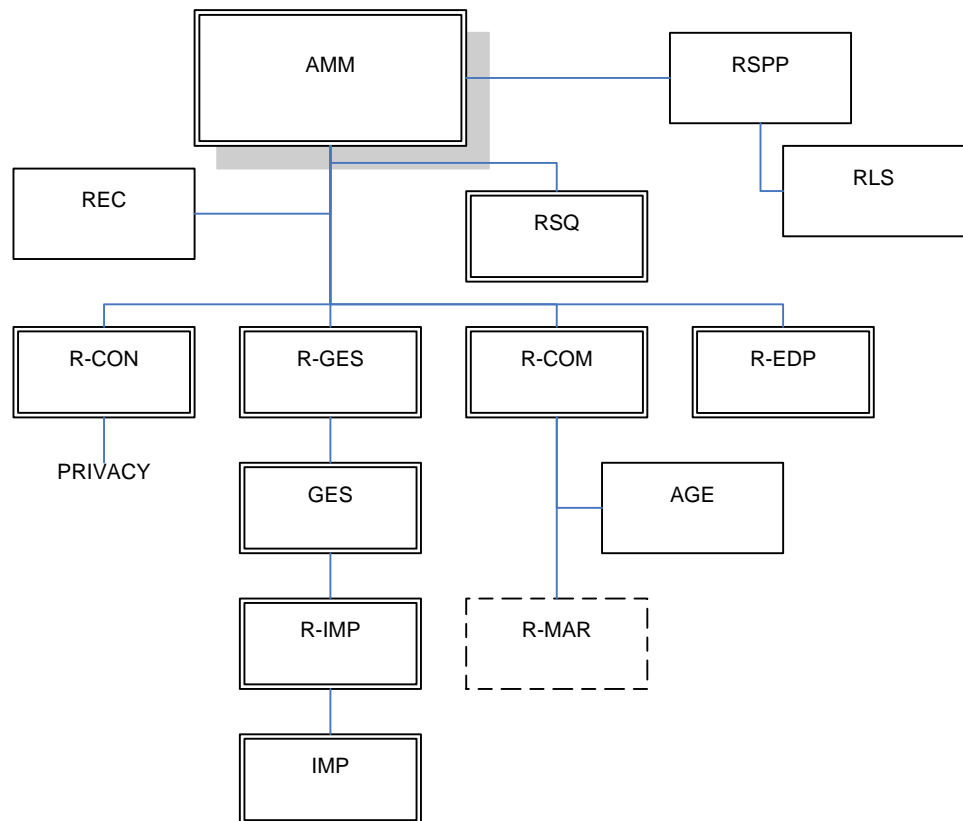 AMM
RSPP
RLS
REC
RSQ
R-CON
R-GES
R-COM
R-EDP
PRIVACY
GES
AGE
R-IMP
R-MAR
IMP